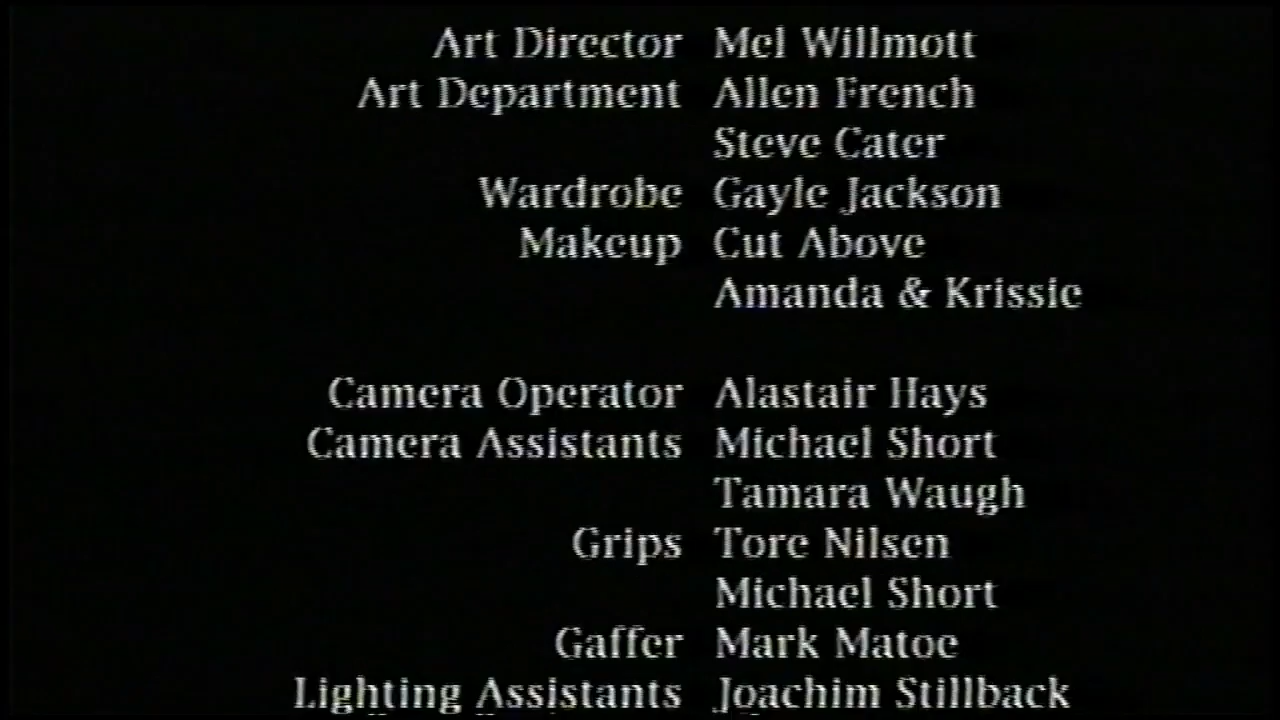 Art Director Mel Willmott
Art Department Allen French
Steve Cater
Wardrobe Gayle Jackson
Makeup Cut Above
Amanda & Krissie
Camera Operator Alastair Hays
Camera Assistants Michael Short
Tamara Waugh
Grips Tore Nilsen
Michael Short
Gaffer Mark Matoe
Lighting Assistants Joachim Stillback